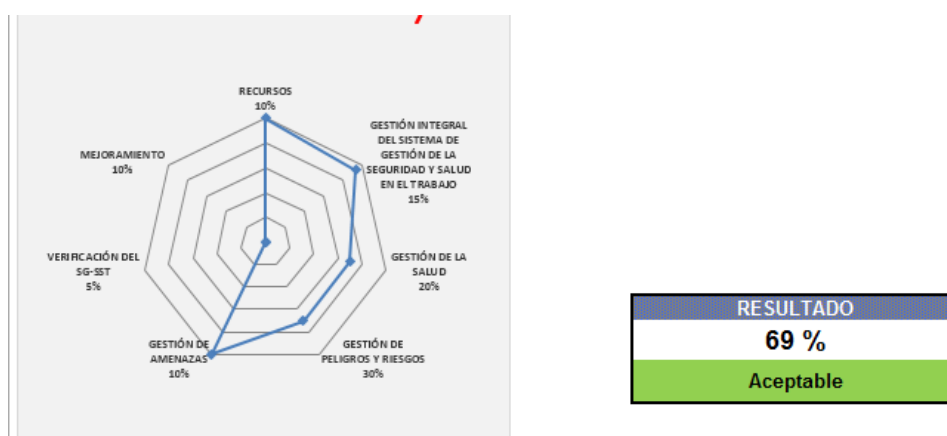 RECURSOS
10%
GESTIÓN INTEGRAL
DEL SISTEMA DE
GESTIÓN DE LA
SEGURIDAD Y SALUD
EN EL TRABAJO
15%
MEJORAMIENTO
10%
VERIFICACIÓN DEL
SG-SST
5%
GESTIÓN DE LA
SALUD
20%
GESTIÓN DE
AMENAZAS
10%
GESTIÓN DE
PELIGROS Y RIESGOS
30%
RESULTADO
69 %
Aceptable